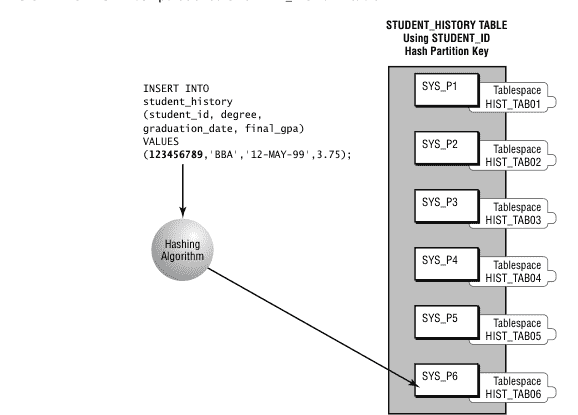 STUDENT_HISTORY TABLE
Using STUDENT_ID
Hash Partition Key
INSERT INTO
student_history
(student_id, degree,
graduation_date, final_gpa)
VALUES
(123456789,'BBA','12-MAY-99',3.75);
Hashing
Algorithm
SYS_P1
Tablespace
HIST_TAB01
SYS_P2
Tablespace
HIST_TAB02
SYS_P3
Tablespace
HIST_TAB03
SYS_P4
Tablespace
HIST_TAB04
SYS_P5
Tablespace
HIST_TAB05
SYS_P6
Tablespace
HIST_TAB06